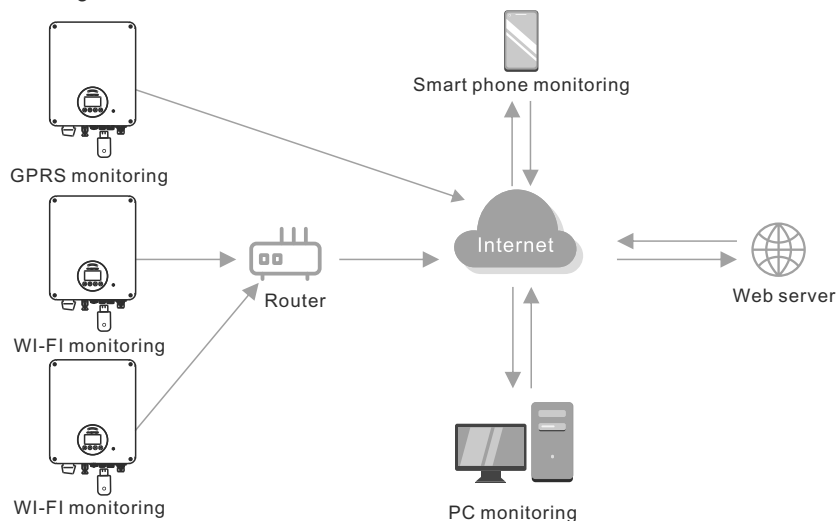 Smart phone monitoring
GPRS monitoring
Internet
Router
Web server
WI-FI monitoring
WI-FI monitoring
PC monitoring